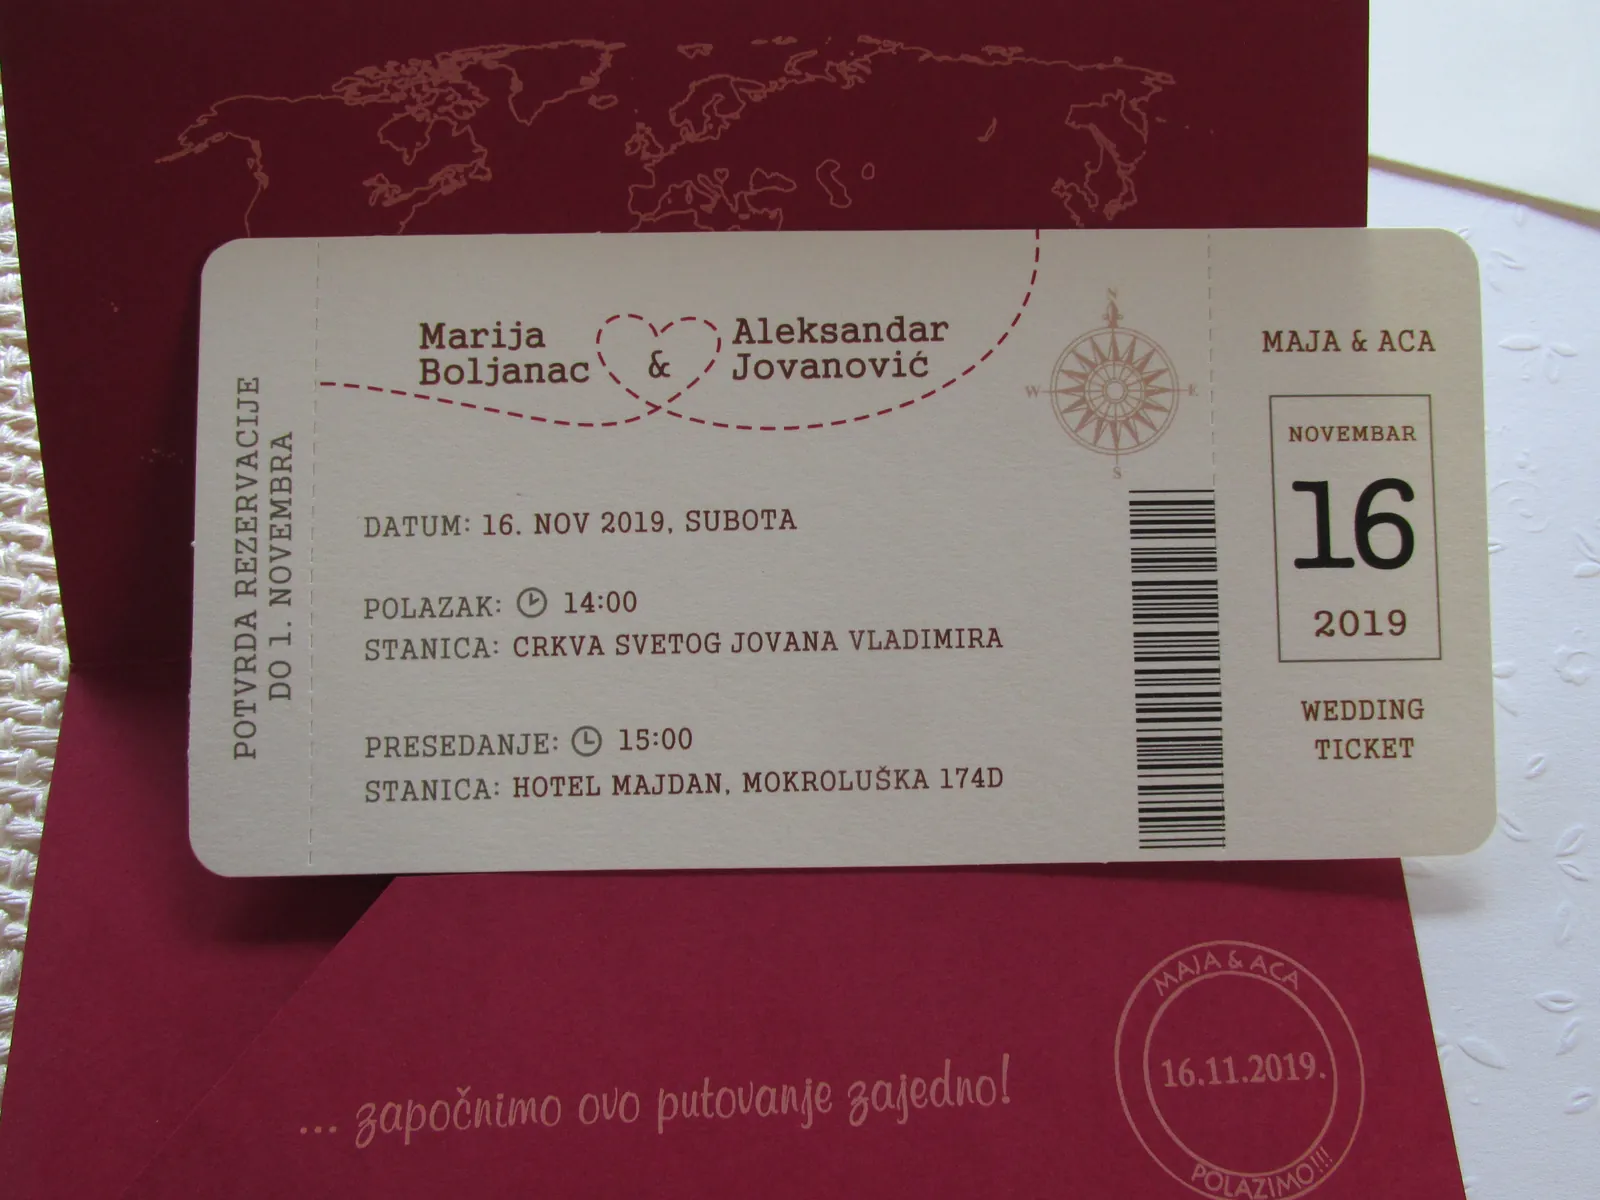 POTVRDA REZERVACIJE
DO 1. NOVEMBRA
Marija
Boljanac
&
Aleksandar
Jovanović
N
W
E
S
DATUM: 16. NOV 2019, SUBOTA
POLAZAK: 14:00
STANICA: CRKVA SVETOG JOVANA VLADIMIRA
PRESEDANJE: 15:00
STANICA: HOTEL MAJDAN, MOKROLUŠKA 174D
MAJA & ACA
NOVEMBAR
16
2019
WEDDING
TICKET
... započnimo ovo putovanje zajedno!
MAJA & ACA
16.11.2019.
POLAZIMO!!!